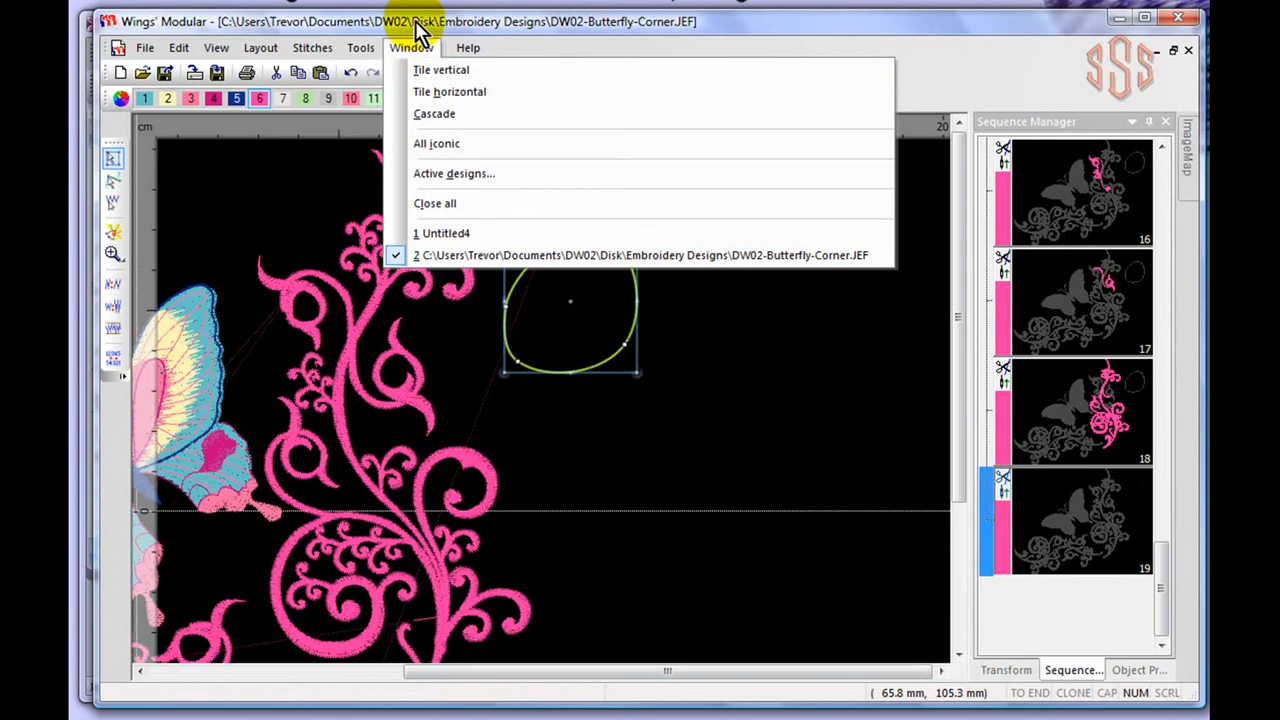 Wings' Modular - [C:\Users\Trevor\Documents\DW02\Disk\Embroidery Designs\DW02-Butterfly-Corner.JEF]
File Edit View Layout Stitches Tools Window Help
SSS
1 2 3 4 5 6 7 8 9 10 11
Tile vertical
Tile horizontal
Cascade
All iconic
Active designs...
Close all
1 Untitled4
2 C:\Users\Trevor\Documents\DW02\Disk\Embroidery Designs\DW02-Butterfly-Corner.JEF
cm
20
Sequence Manager
ImageMap
16
17
18
19
Transform Sequence... Object Pr...
( 65.8 mm, 105.3 mm) TO END CLONE CAP NUM SCRL